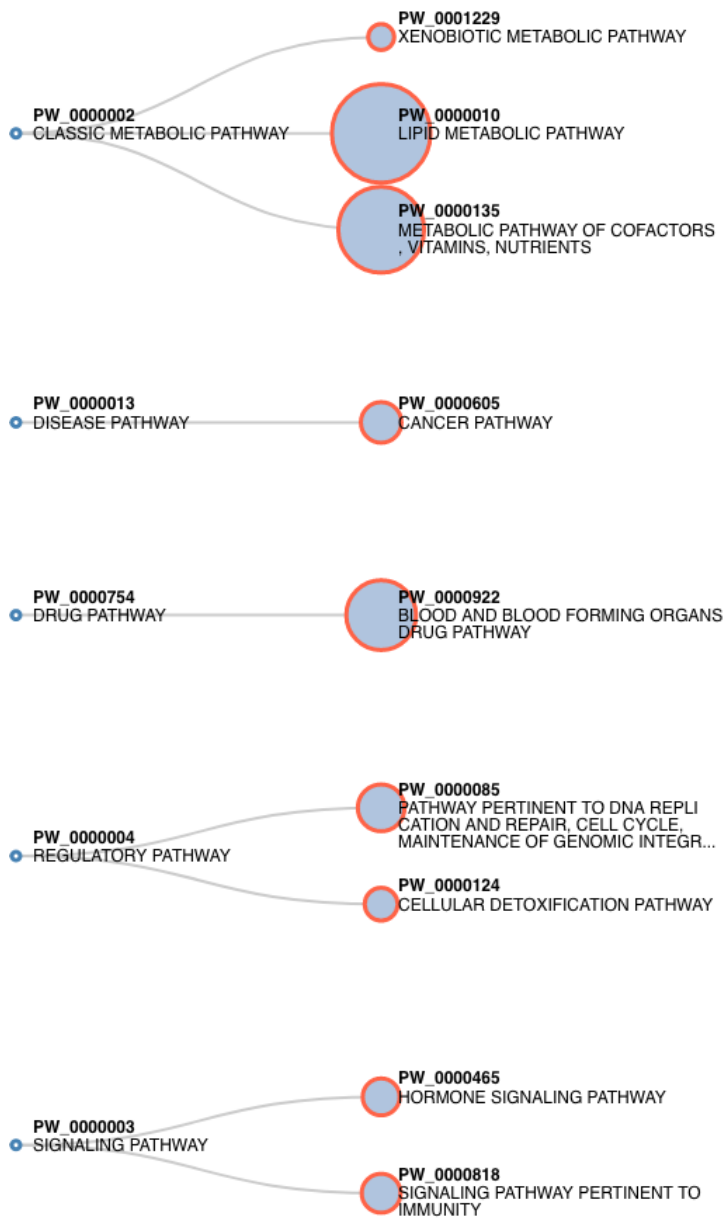 PW_0001229
XENOBIOTIC METABOLIC PATHWAY
PW_0000002
CLASSIC METABOLIC PATHWAY
PW_0000010
LIPID METABOLIC PATHWAY
PW_0000135
METABOLIC PATHWAY OF COFACTORS
, VITAMINS, NUTRIENTS
PW_0000013
DISEASE PATHWAY
PW_0000605
CANCER PATHWAY
PW_0000754
DRUG PATHWAY
PW_0000922
BLOOD AND BLOOD FORMING ORGANS
DRUG PATHWAY
PW_0000004
REGULATORY PATHWAY
PW_0000085
PATHWAY PERTINENT TO DNA REPLI
CATION AND REPAIR, CELL CYCLE,
MAINTENANCE OF GENOMIC INTEGR...
PW_0000124
CELLULAR DETOXIFICATION PATHWAY
PW_0000003
SIGNALING PATHWAY
PW_0000465
HORMONE SIGNALING PATHWAY
PW_0000818
SIGNALING PATHWAY PERTINENT TO
IMMUNITY